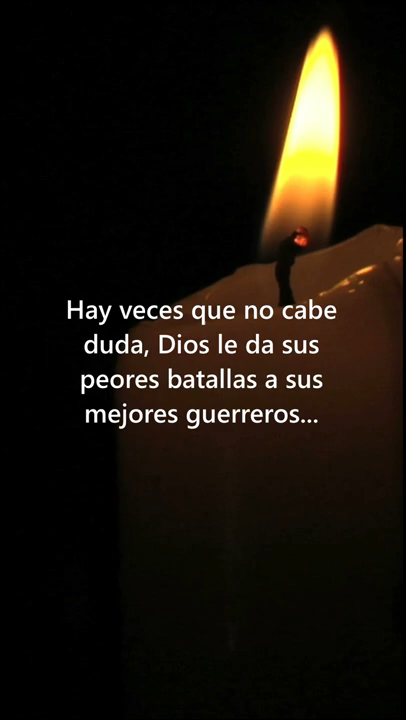 Hay veces que no cabe
duda, Dios le da sus
peores batallas a sus
mejores guerreros...